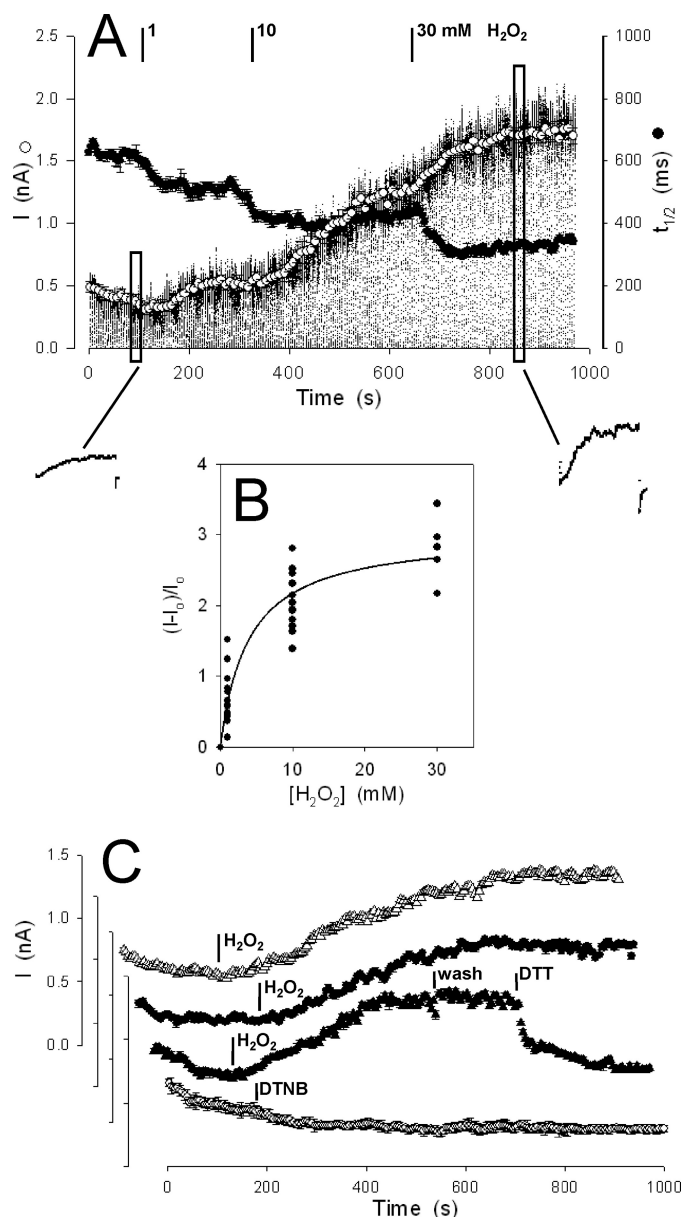 A
1 10 30 mM H₂O₂
2.5 1000
2.0 800
1.5 600
1.0 400
0.5 200
0.0 0
I (nA)
t1/2 (ms)
0 200 400 600 800 1000
Time (s)
B
4
3
2
1
0
(I-I₀)/I₀
0 10 20 30
[H₂O₂] (mM)
C
1.5
1.0
0.5
0.0
I (nA)
H₂O₂
H₂O₂
wash DTT
H₂O₂
DTNB
0 200 400 600 800 1000
Time (s)